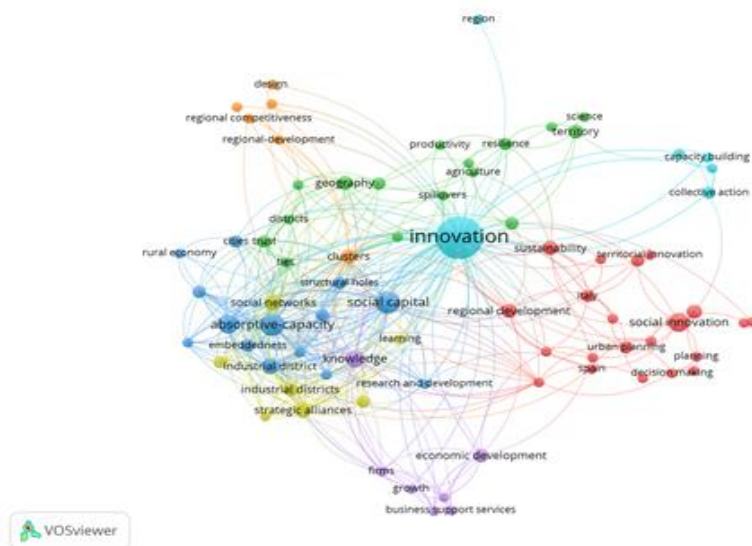 region
design
regional competitiveness
regional-development
science
territory
productivity
resilience
agriculture
capacity building
geography
spillovers
collective action
districts
innovation
cities trust
rural economy
ties
clusters
sustainability
territorial innovation
structural holes
italy
social networks
social capital
regional development
absorptive-capacity
social innovation
learning
embeddedness
knowledge
urban planning
planning
industrial district
spain
decision making
research and development
industrial districts
strategic alliances
economic development
firms
growth
business support services
VOSviewer